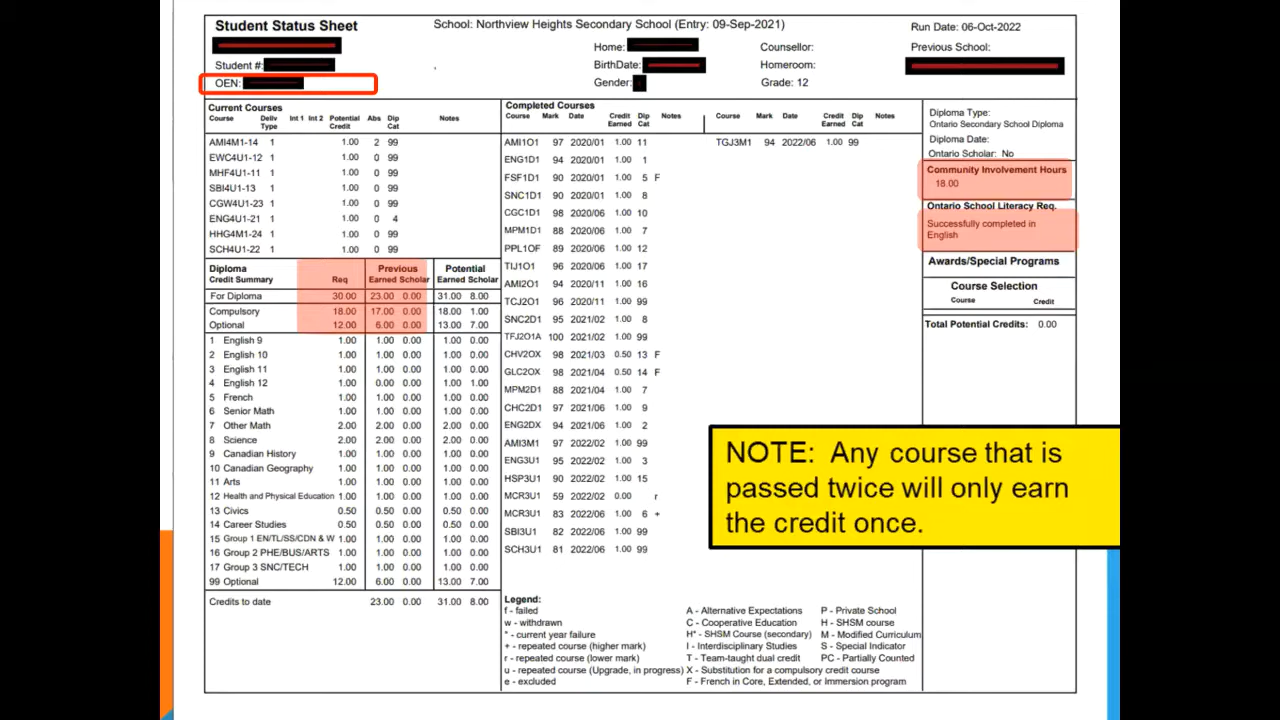 Student Status Sheet
School: Northview Heights Secondary School (Entry: 09-Sep-2021)
Run Date: 06-Oct-2022
Home:
Counsellor:
Previous School:
Student #:
BirthDate:
Homeroom:
OEN:
Gender:
Grade: 12
Current Courses
Course Deliv Type Int 1 Int 2 Potential Credit Abs Dip Cat Notes
AMI4M1-14 1 1.00 2 99
EWC4U1-12 1 1.00 0 99
MHF4U1-11 1 1.00 0 99
SBI4U1-13 1 1.00 0 99
CGW4U1-23 1 1.00 0 99
ENG4U1-21 1 1.00 0 4
HHG4M1-24 1 1.00 0 99
SCH4U1-22 1 1.00 0 99
Diploma Credit Summary Req Previous Earned Scholar Potential Earned Scholar
For Diploma 30.00 23.00 0.00 31.00 8.00
Compulsory 18.00 17.00 0.00 18.00 1.00
Optional 12.00 6.00 0.00 13.00 7.00
1 English 9 1.00 1.00 0.00 1.00 0.00
2 English 10 1.00 1.00 0.00 1.00 0.00
3 English 11 1.00 1.00 0.00 1.00 0.00
4 English 12 1.00 0.00 0.00 1.00 1.00
5 French 1.00 1.00 0.00 1.00 0.00
6 Senior Math 1.00 1.00 0.00 1.00 0.00
7 Other Math 2.00 2.00 0.00 2.00 0.00
8 Science 2.00 2.00 0.00 2.00 0.00
9 Canadian History 1.00 1.00 0.00 1.00 0.00
10 Canadian Geography 1.00 1.00 0.00 1.00 0.00
11 Arts 1.00 1.00 0.00 1.00 0.00
12 Health and Physical Education 1.00 1.00 0.00 1.00 0.00
13 Civics 0.50 0.50 0.00 0.50 0.00
14 Career Studies 0.50 0.50 0.00 0.50 0.00
15 Group 1 EN/TL/SS/CDN & W 1.00 1.00 0.00 1.00 0.00
16 Group 2 PHE/BUS/ARTS 1.00 1.00 0.00 1.00 0.00
17 Group 3 SNC/TECH 1.00 1.00 0.00 1.00 0.00
99 Optional 12.00 6.00 0.00 13.00 7.00
Credits to date 23.00 0.00 31.00 8.00
Completed Courses
Course Mark Date Credit Earned Dip Cat Notes
AMI1O1 97 2020/01 1.00 11
ENG1D1 94 2020/01 1.00 1
FSF1D1 90 2020/01 1.00 5 F
SNC1D1 90 2020/01 1.00 8
CGC1D1 98 2020/06 1.00 10
MPM1D1 88 2020/06 1.00 7
PPL1OF 89 2020/06 1.00 12
TIJ1O1 96 2020/06 1.00 17
AMI2O1 94 2020/11 1.00 16
TCJ2O1 96 2020/11 1.00 99
SNC2D1 95 2021/02 1.00 8
TFJ2O1A 100 2021/02 1.00 99
CHV2OX 98 2021/03 0.50 13 F
GLC2OX 98 2021/04 0.50 14 F
MPM2D1 88 2021/04 1.00 7
CHC2D1 97 2021/06 1.00 9
ENG2DX 94 2021/06 1.00 2
AMI3M1 97 2022/02 1.00 99
ENG3U1 95 2022/02 1.00 3
HSP3U1 90 2022/02 1.00 15
MCR3U1 59 2022/02 0.00 r
MCR3U1 83 2022/06 1.00 6 +
SBI3U1 82 2022/06 1.00 99
SCH3U1 81 2022/06 1.00 99
Course Mark Date Credit Earned Dip Cat Notes
TGJ3M1 94 2022/06 1.00 99
Diploma Type:
Ontario Secondary School Diploma
Diploma Date:
Ontario Scholar: No
Community Involvement Hours
18.00
Ontario School Literacy Req.
Successfully completed in
English
Awards/Special Programs
Course Selection
Course Credit
Total Potential Credits: 0.00
NOTE: Any course that is
passed twice will only earn
the credit once.
Legend:
f - failed
w - withdrawn
* - current year failure
+ - repeated course (higher mark)
r - repeated course (lower mark)
u - repeated course (Upgrade, in progress)
e - excluded
A - Alternative Expectations
C - Cooperative Education
H* - SHSM Course (secondary)
I - Interdisciplinary Studies
T - Team-taught dual credit
X - Substitution for a compulsory credit course
F - French in Core, Extended, or Immersion program
P - Private School
H - SHSM course
M - Modified Curriculum
S - Special Indicator
PC - Partially Counted